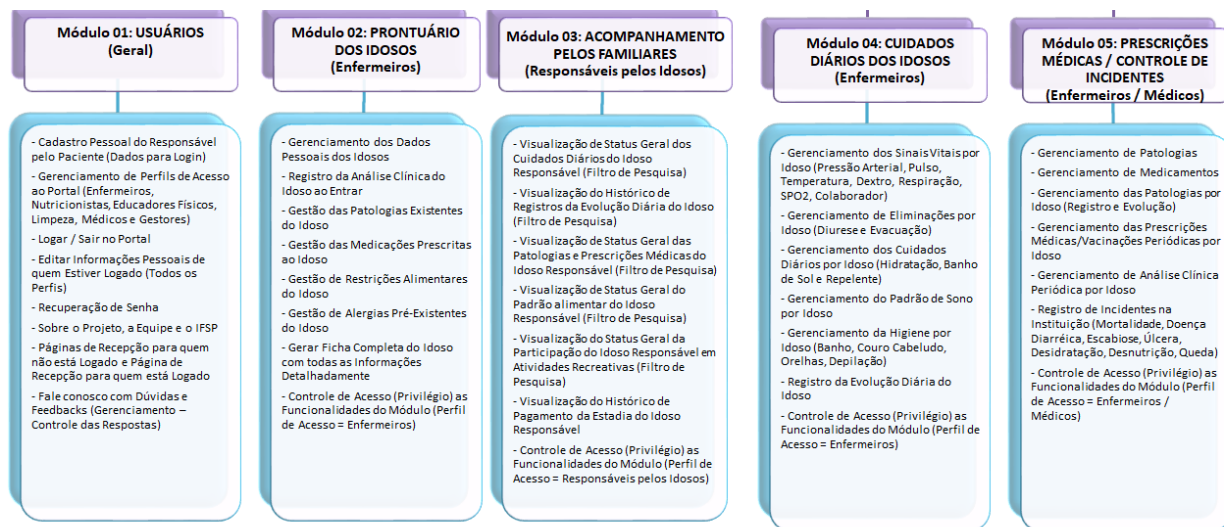 Módulo 01: USUÁRIOS
(Geral)
- Cadastro Pessoal do Responsável
pelo Paciente (Dados para Login)
- Gerenciamento de Perfils de Acesso
ao Portal (Enfermeiros,
Nutricionistas, Educadores Físicos,
Limpeza, Médicos e Gestores)
- Logar / Sair no Portal
- Editar Informações Pessoais de
quem Estiver Logado (Todos os
Perfis)
- Recuperação de Senha
- Sobre o Projeto, a Equipe e o IFSP
- Páginas de Recepção para quem
não está Logado e Página de
Recepção para quem está Logado
- Fale conosco com Dúvidas e
Feedbacks (Gerenciamento –
Controle das Respostas)
Módulo 02: PRONTUÁRIO
DOS IDOSOS
(Enfermeiros)
- Gerenciamento dos Dados
Pessoais dos Idosos
- Registro da Análise Clínica do
Idoso ao Entrar
- Gestão das Patologias Existentes
do Idoso
- Gestão das Medicações Prescritas
ao Idoso
- Gestão de Restrições Alimentares
do Idoso
- Gestão de Alergias Pré-Existentes
do Idoso
- Gerar Ficha Completa do Idoso
com todas as Informações
Detalhadamente
- Controle de Acesso (Privilégio) as
Funcionalidades do Módulo (Perfil
de Acesso = Enfermeiros)
Módulo 03: ACOMPANHAMENTO
PELOS FAMILIARES
(Responsáveis pelos Idosos)
- Visualização de Status Geral dos
Cuidados Diários do Idoso
Responsável (Filtro de Pesquisa)
- Visualização do Histórico de
Registros da Evolução Diária do Idoso
(Filtro de Pesquisa)
- Visualização de Status Geral das
Patologias e Prescrições Médicas do
Idoso Responsável (Filtro de Pesquisa)
- Visualização de Status Geral do
Padrão alimentar do Idoso
Responsável (Filtro de Pesquisa)
- Visualização do Status Geral da
Participação do Idoso Responsável em
Atividades Recreativas (Filtro de
Pesquisa)
- Visualização do Histórico de
Pagamento da Estadia do Idoso
Responsável
- Controle de Acesso (Privilégio) as
Funcionalidades do Módulo (Perfil de
Acesso = Responsáveis pelos Idosos)
Módulo 04: CUIDADOS
DIÁRIOS DOS IDOSOS
(Enfermeiros)
- Gerenciamento dos Sinais Vitais por
Idoso (Pressão Arterial, Pulso,
Temperatura, Dextro, Respiração,
SPO2, Colaborador)
- Gerenciamento de Eliminações por
Idoso (Diurese e Evacuação)
- Gerenciamento dos Cuidados
Diários por Idoso (Hidratação, Banho
de Sol e Repelente)
- Gerenciamento do Padrão de Sono
por Idoso
- Gerenciamento da Higiene por
Idoso (Banho, Couro Cabeludo,
Orelhas, Depilação)
- Registro da Evolução Diária do
Idoso
- Controle de Acesso (Privilégio) as
Funcionalidades do Módulo (Perfil de
Acesso = Enfermeiros)
Módulo 05: PRESCRIÇÕES
MÉDICAS / CONTROLE DE
INCIDENTES
(Enfermeiros / Médicos)
- Gerenciamento de Patologias
- Gerenciamento de Medicamentos
- Gerenciamento das Patologias por
Idoso (Registro e Evolução)
- Gerenciamento das Prescrições
Médicas/Vacinações Periódicas por
Idoso
- Gerenciamento de Análise Clínica
Periódica por Idoso
- Registro de Incidentes na
Instituição (Mortalidade, Doença
Diarréica, Escabiose, Úlcera,
Desidratação, Desnutrição, Queda)
- Controle de Acesso (Privilégio) as
Funcionalidades do Módulo (Perfil
de Acesso = Enfermeiros /
Médicos)